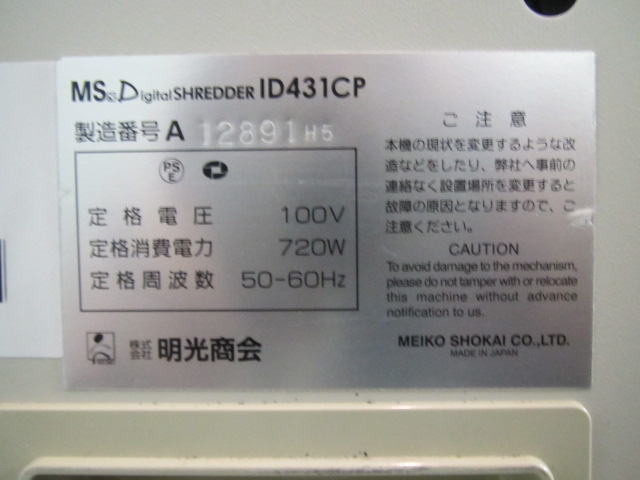 MS Digital SHREDDER ID431CP
製造番号 A 12891H5
PS E
定格電圧 100V
定格消費電力 720W
定格周波数 50-60Hz
株式会社 明光商会
ご注意
本機の現状を変更するような改
造などをしたり、弊社へ事前の
連絡なく設置場所を変更すると
故障の原因となりますので、ご
注意ください。
CAUTION
To avoid damage to the mechanism,
please do not tamper with or relocate
this machine without advance
notification to us.
MEIKO SHOKAI CO.,LTD.
MADE IN JAPAN